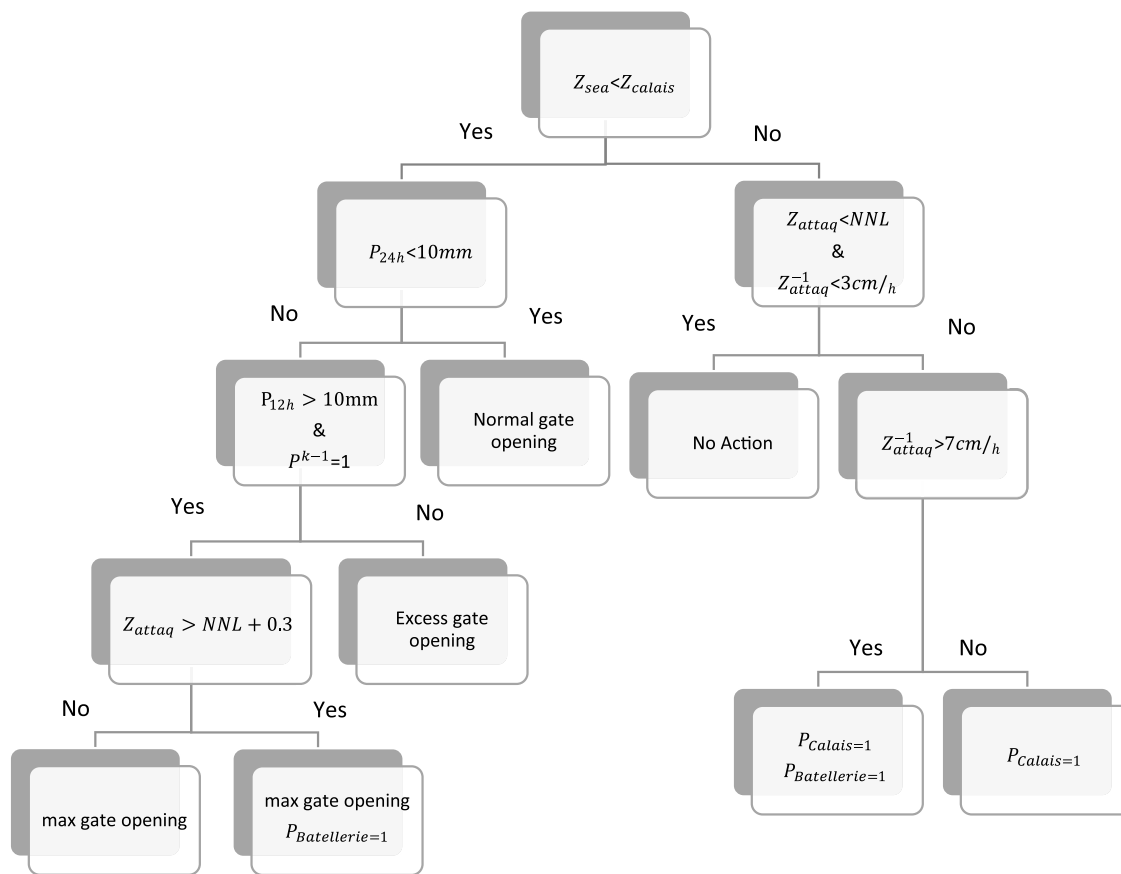 Z_sea<Z_calais
Yes
No
P_24h<10mm
Z_attaq<NNL
&
Z_attaq^-1<3cm/h
No
Yes
Yes
No
P_12h > 10mm
&
P^k-1=1
Normal gate
opening
No Action
Z_attaq^-1>7cm/h
Yes
No
Z_attaq > NNL + 0.3
Excess gate
opening
Yes
No
No
Yes
P_Calais=1
P_Batellerie=1
P_Calais=1
max gate opening
max gate opening
P_Batellerie=1